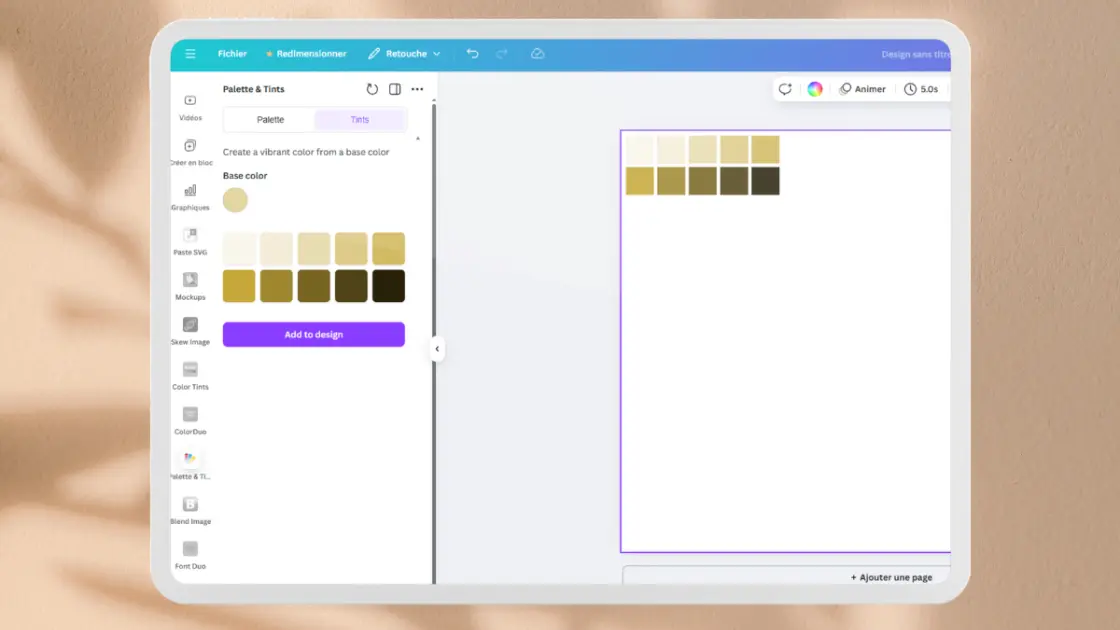 Fichier
Redimensionner
Retouche
Design sans titre
Palette & Tints
Palette
Tints
Create a vibrant color from a base color
Base color
Add to design
Vidéos
Créer en bloc
Graphiques
Paste SVG
Mockups
Skew Image
Color Tints
ColorDuo
Palette & Ti...
Blend Image
Font Duo
Animer
5.0s
+ Ajouter une page